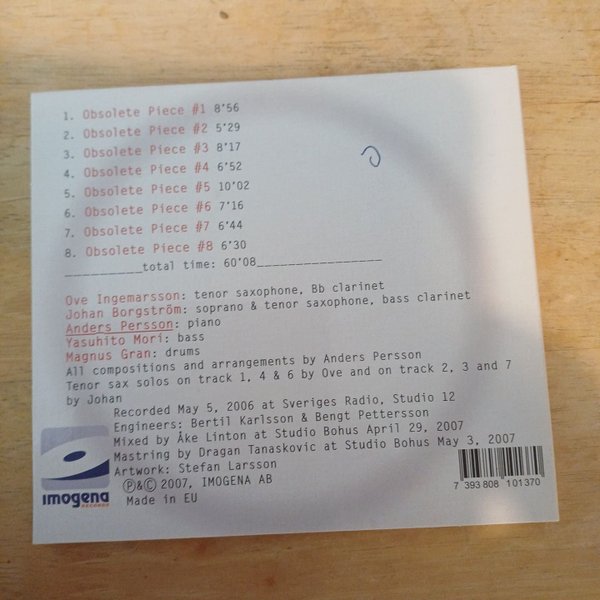 1. Obsolete Piece #1 8'56
2. Obsolete Piece #2 5'29
3. Obsolete Piece #3 8'17
4. Obsolete Piece #4 6'52
5. Obsolete Piece #5 10'02
6. Obsolete Piece #6 7'16
7. Obsolete Piece #7 6'44
8. Obsolete Piece #8 6'30
_________total time: 60'08________________
Ove Ingemarsson: tenor saxophone, Bb clarinet
Johan Borgström: soprano & tenor saxophone, bass clarinet
Anders Persson: piano
Yasuhito Mori: bass
Magnus Gran: drums
All compositions and arrangements by Anders Persson
Tenor sax solos on track 1, 4 & 6 by Ove and on track 2, 3 and 7
by Johan
Recorded May 5, 2006 at Sveriges Radio, Studio 12
Engineers: Bertil Karlsson & Bengt Pettersson
Mixed by Åke Linton at Studio Bohus April 29, 2007
Mastring by Dragan Tanaskovic at Studio Bohus May 3, 2007
Artwork: Stefan Larsson
℗&© 2007, IMOGENA AB
Made in EU
imogena
RECORDS
7 393808 101370